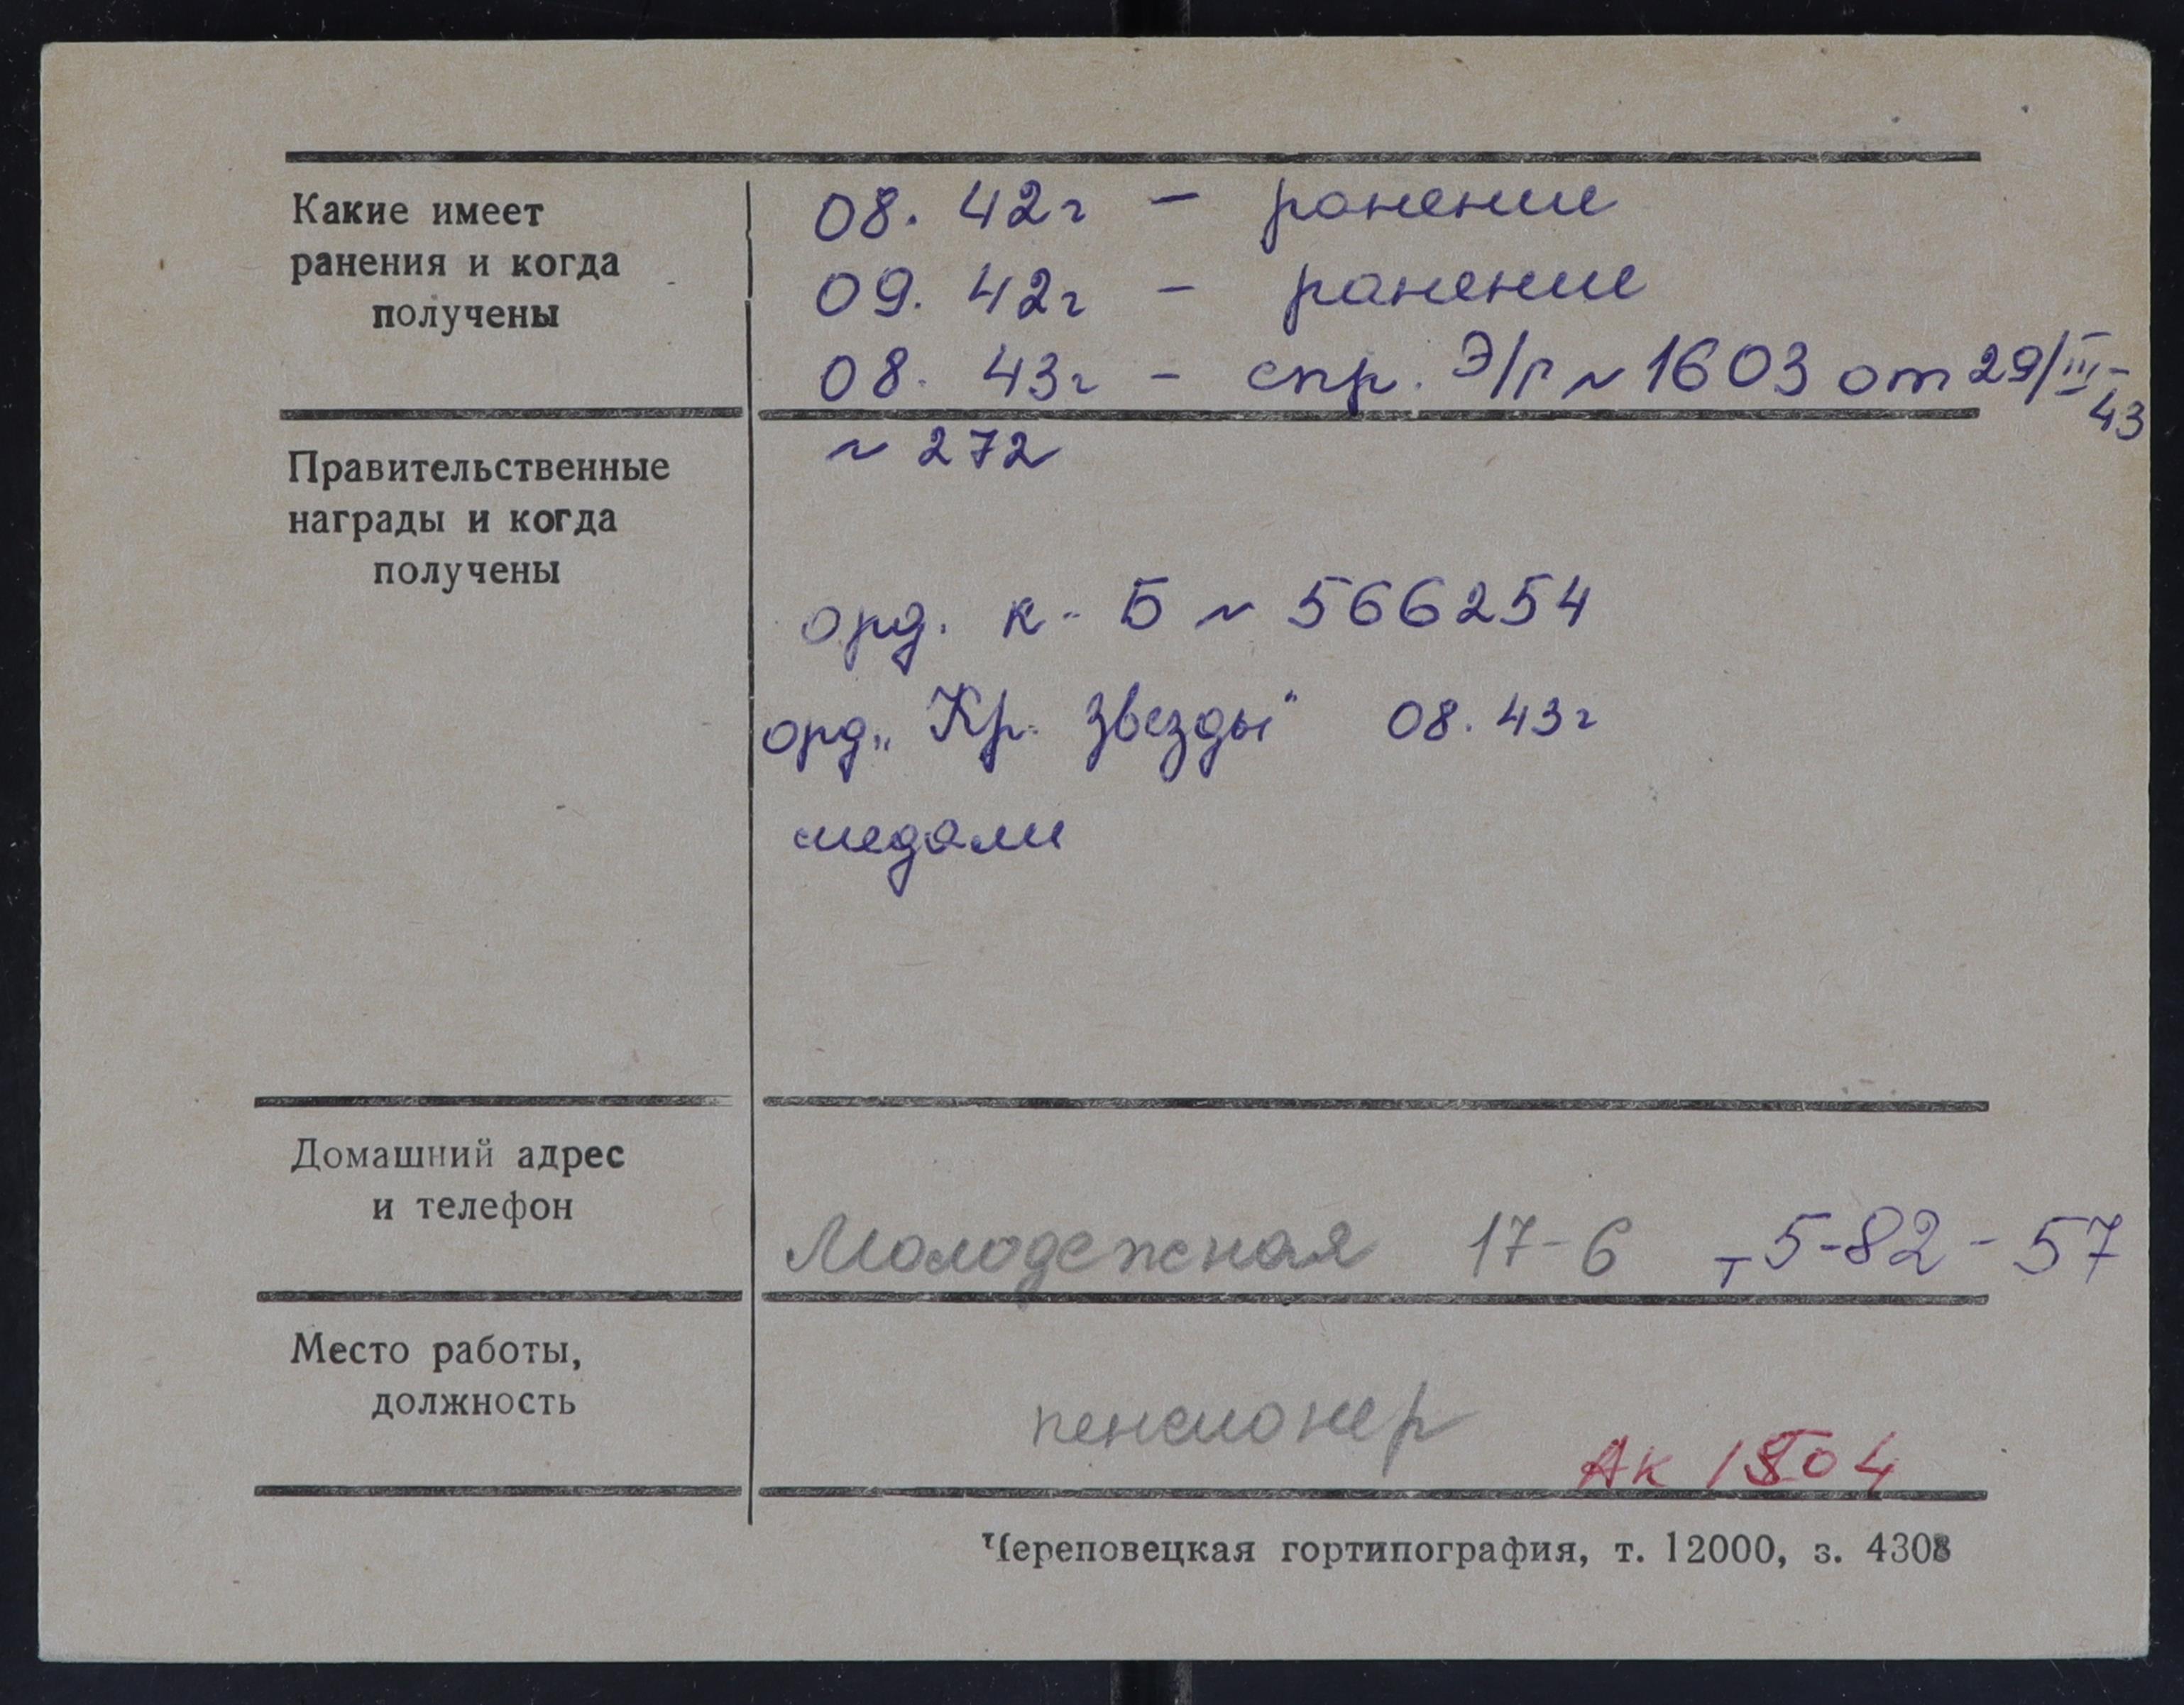 Какие имеет
ранения и когда
получены
08. 42г - ранение
09. 42г - ранение
08. 43г - спр. Э/г № 1603 от 29/III-43
№ 272
Правительственные
награды и когда
получены
орд. К. Б № 566254
орд. „Кр. Звезды" 08. 43г
медали
Домашний адрес
и телефон
Молодежная 17-6 т 5-82-57
Место работы,
должность
пенсионер
Ак
Череповецкая гортипография, т. 12000, з. 4308